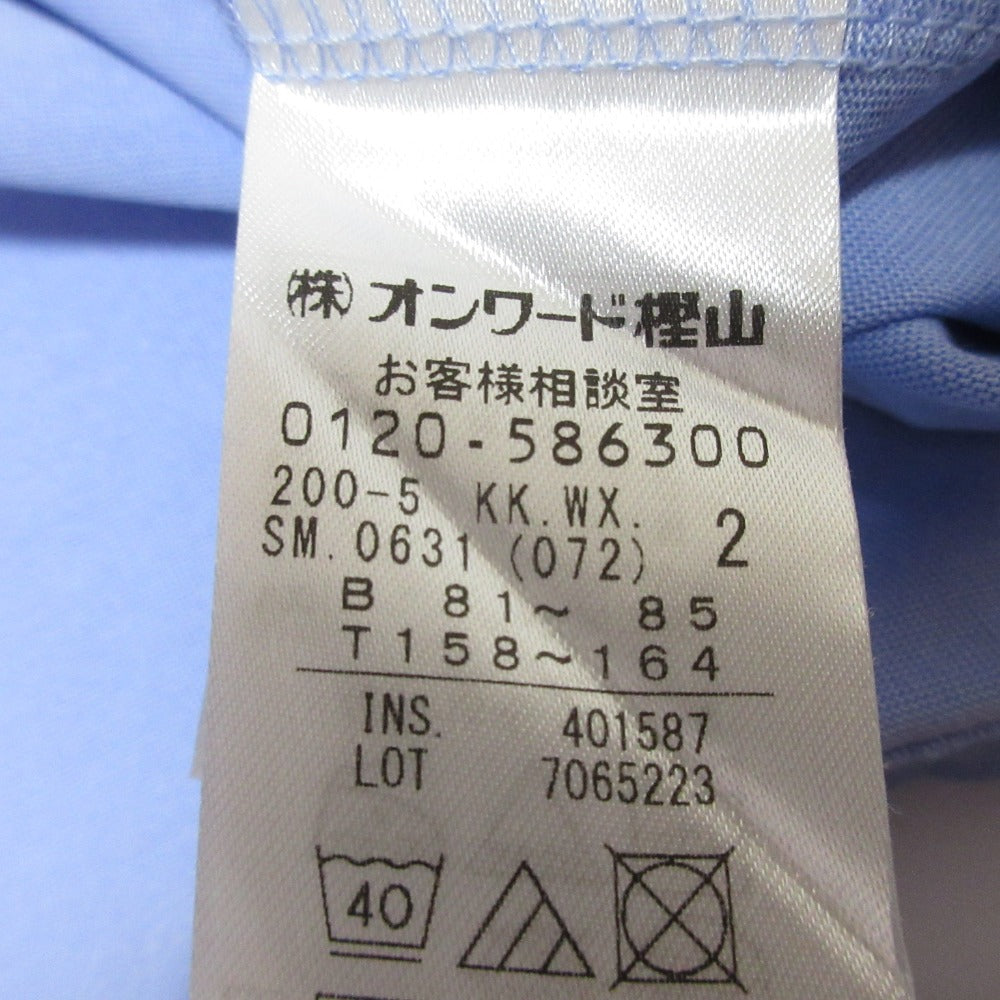 (株)オンワード樫山
お客様相談室
0120-586300
200-5 KK.WX.
SM.0631 (072) 2
B 81～ 85
T158～164
INS. 401587
LOT 7065223
40